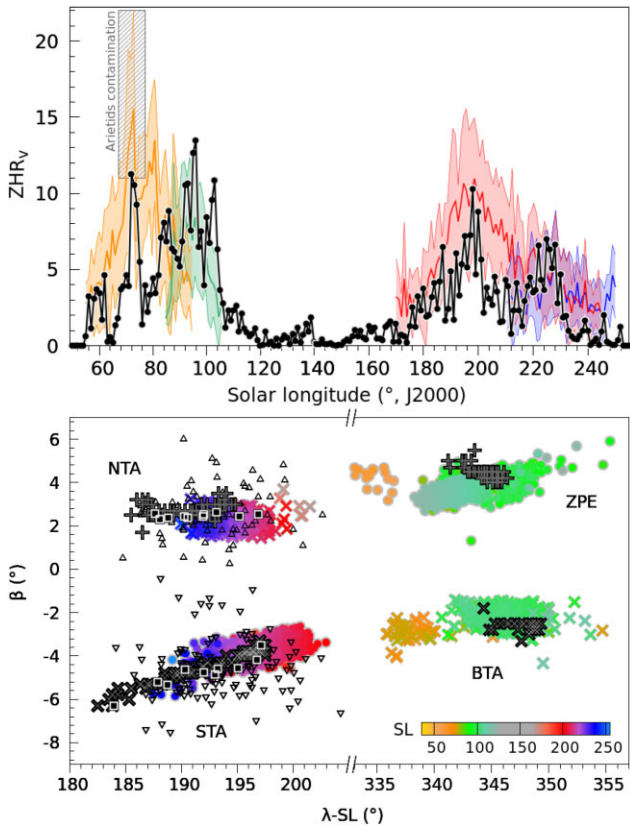 20
15
10
5
0
ZHRv
Arietids contamination
60 80 100 120 140 160 180 200 220 240
Solar longitude (°, J2000)
6
4
2
0
-2
-4
-6
-8
β (°)
NTA
ZPE
STA
BTA
SL
50 100 150 200 250
180 185 190 195 200 335 340 345 350 355
λ-SL (°)